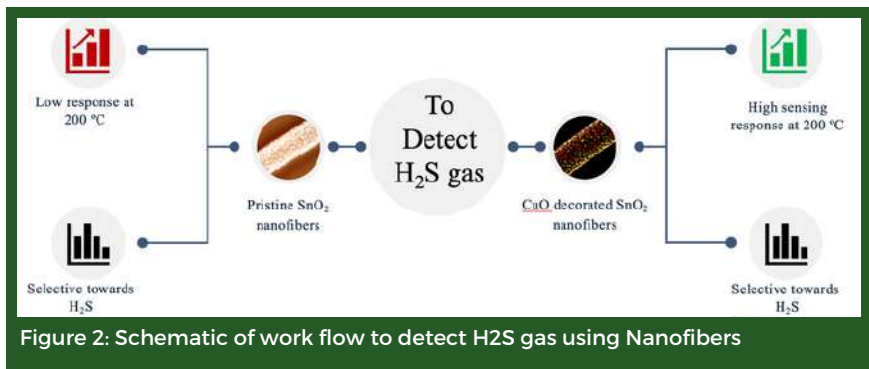 Low response at
200 °C
Selective towards
H₂S
Pristine SnO₂
nanofibers
To
Detect
H₂S gas
CuO decorated SnO₂
nanofibers
High sensing
response at 200 °C
Selective towards
H₂S
Figure 2: Schematic of work flow to detect H2S gas using Nanofibers